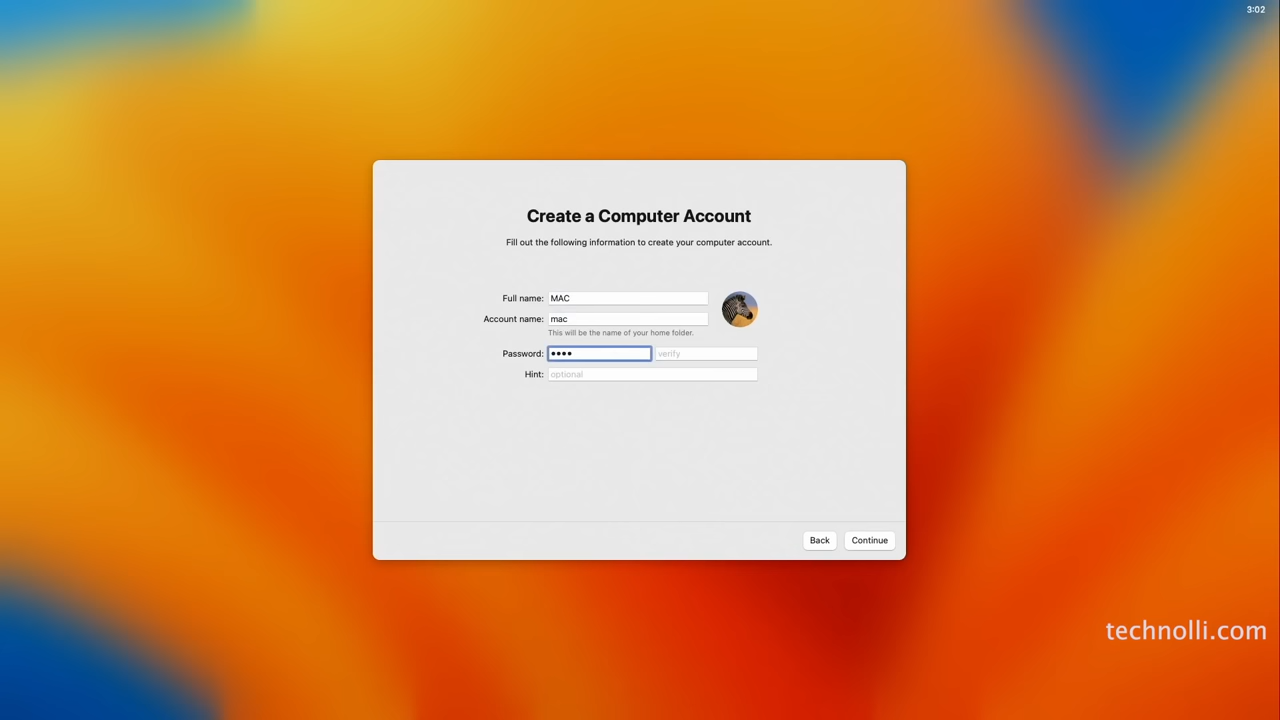 3:02
Create a Computer Account
Fill out the following information to create your computer account.
Full name: MAC
Account name: mac
This will be the name of your home folder.
Password: •••• verify
Hint: optional
Back Continue
technolli.com